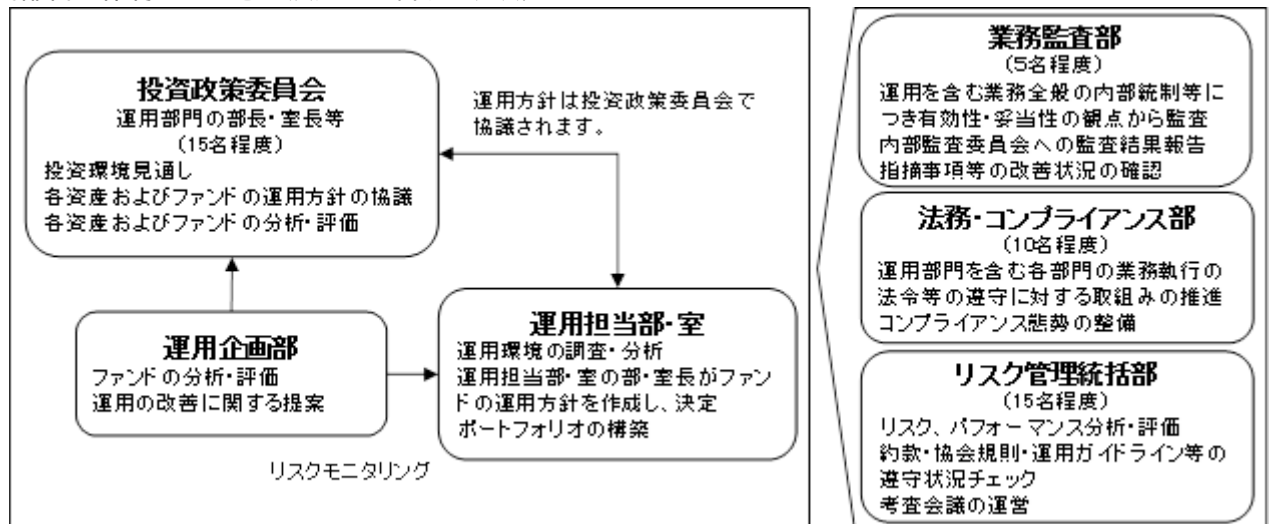 投資政策委員会
運用部門の部長・室長等
(15名程度)
投資環境見通し
各資産およびファンドの運用方針の協議
各資産およびファンドの分析・評価
運用方針は投資政策委員会で
協議されます。
運用企画部
ファンドの分析・評価
運用の改善に関する提案
運用担当部・室
運用環境の調査・分析
運用担当部・室の部・室長がファン
ドの運用方針を作成し、決定
ポートフォリオの構築
リスクモニタリング
業務監査部
(5名程度)
運用を含む業務全般の内部統制等に
つき有効性・妥当性の観点から監査
内部監査委員会への監査結果報告
指摘事項等の改善状況の確認
法務・コンプライアンス部
(10名程度)
運用部門を含む各部門の業務執行の
法令等の遵守に対する取組みの推進
コンプライアンス態勢の整備
リスク管理統括部
(15名程度)
リスク、パフォーマンス分析・評価
約款・協会規則・運用ガイドライン等の
遵守状況チェック
考査会議の運営